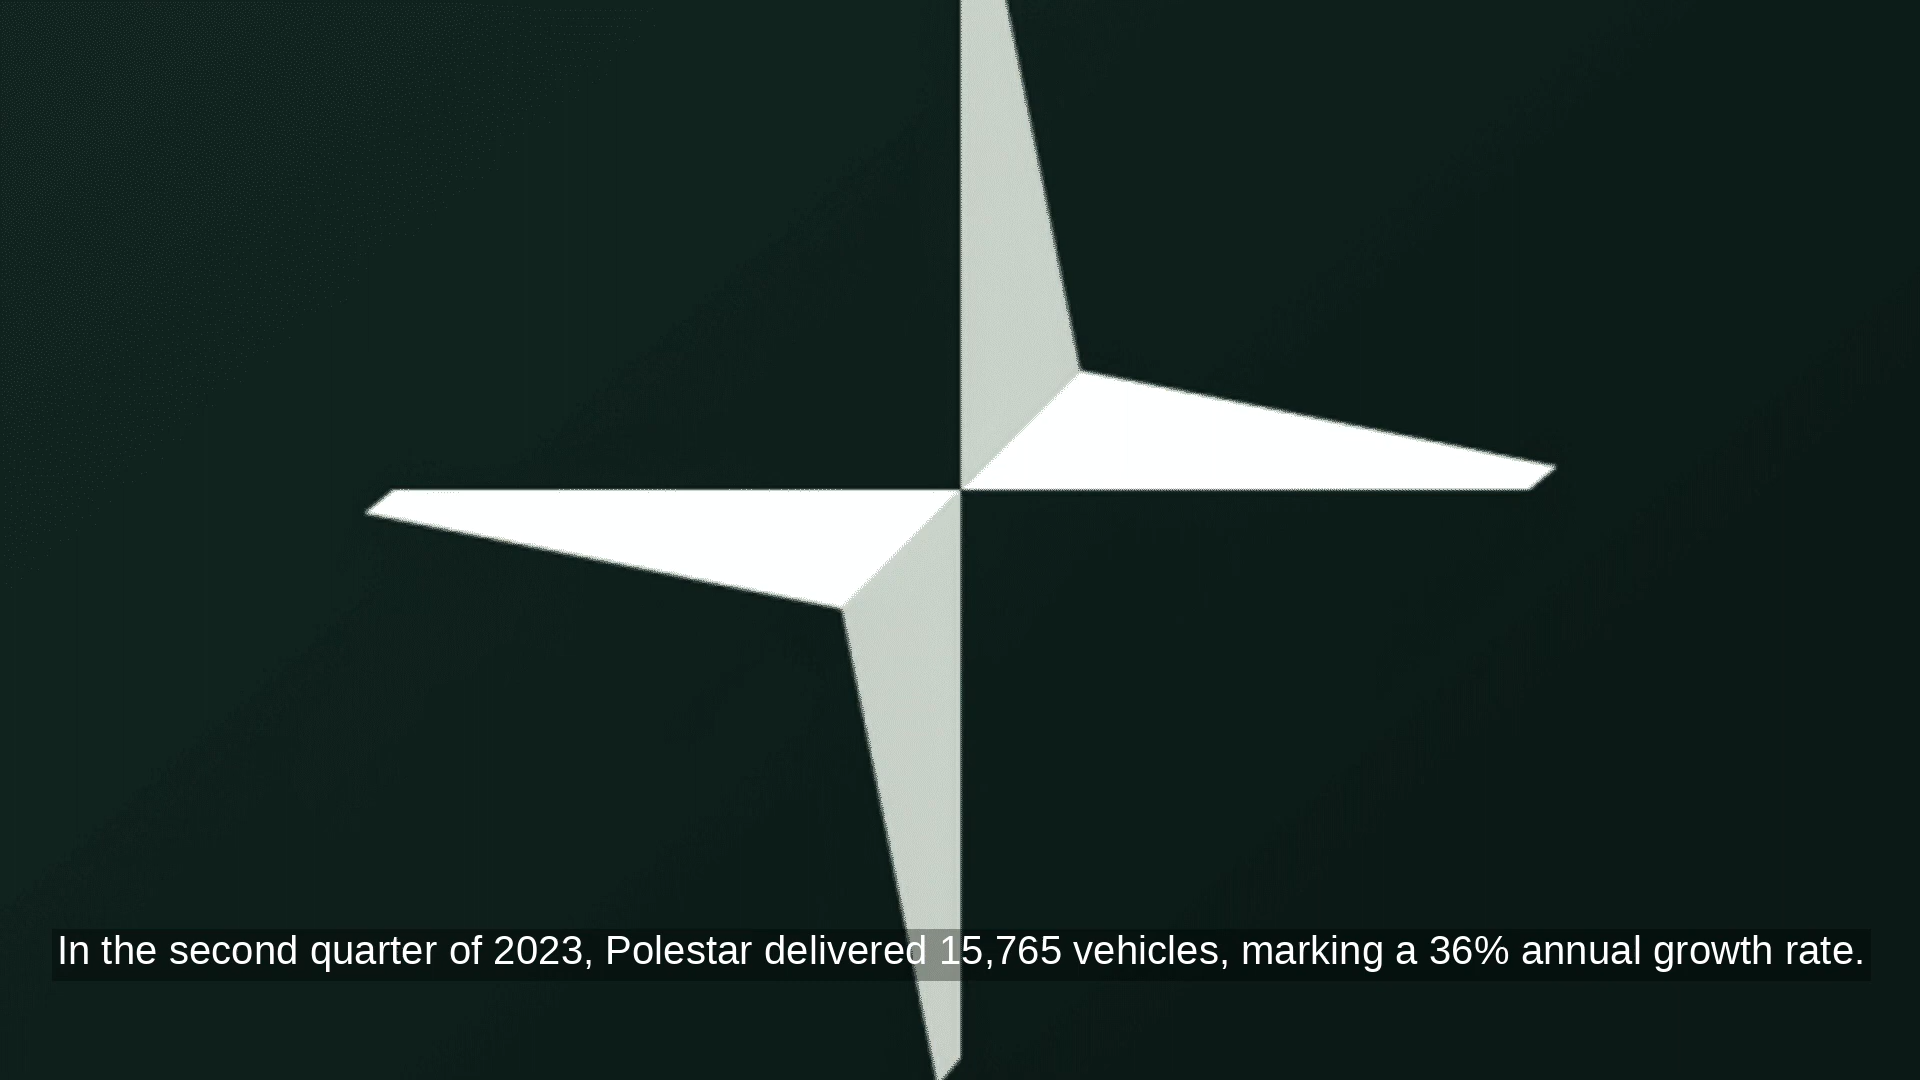 In the second quarter of 2023, Polestar delivered 15,765 vehicles, marking a 36% annual growth rate.